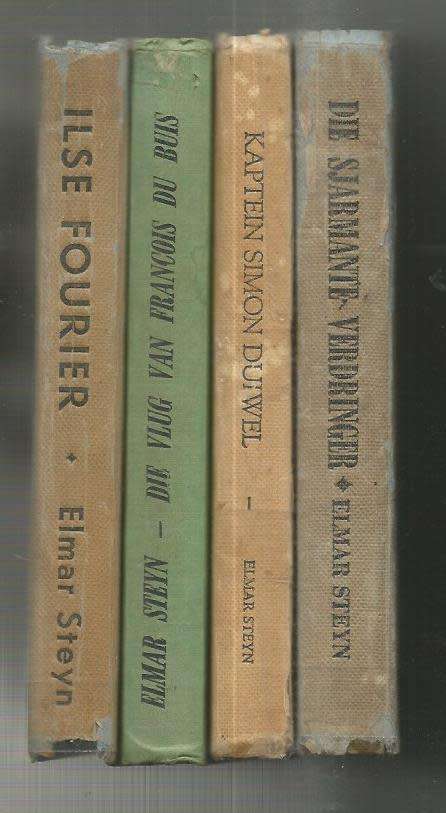 ILSE FOURIER ♦ Elmar Steyn
ELMAR STEYN – DIE VLUG VAN FRANCOIS DU BUIS
KAPTEIN SIMON DUIWEL – ELMAR STEYN
DIE SJARMANTE VERDRINGER ♦ ELMAR STEYN